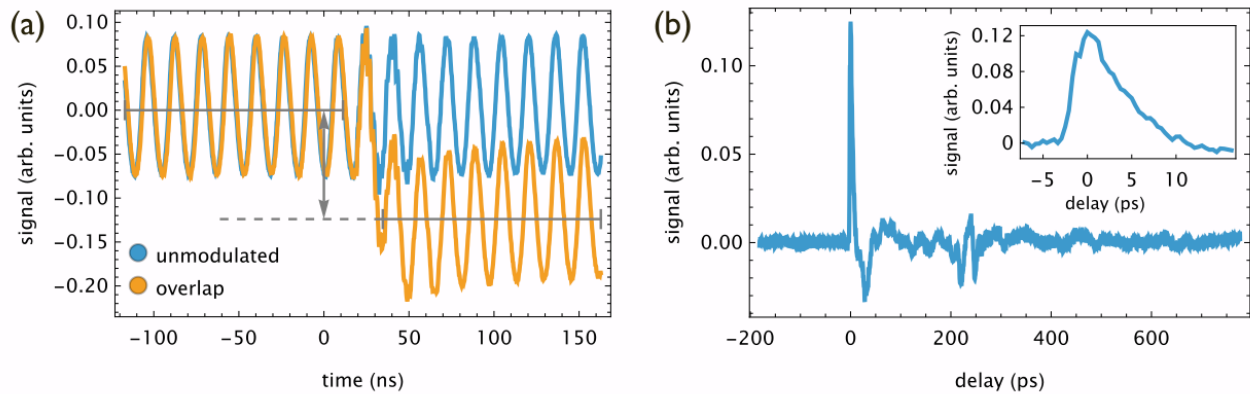 (a)
signal (arb. units)
0.10
0.05
0.00
−0.05
−0.10
−0.15
−0.20
unmodulated
overlap
−100
−50
0
50
100
150
time (ns)
(b)
signal (arb. units)
0.10
0.05
0.00
−200
0
200
400
600
delay (ps)
signal (arb. units)
0.12
0.08
0.04
0
−5
0
5
10
delay (ps)